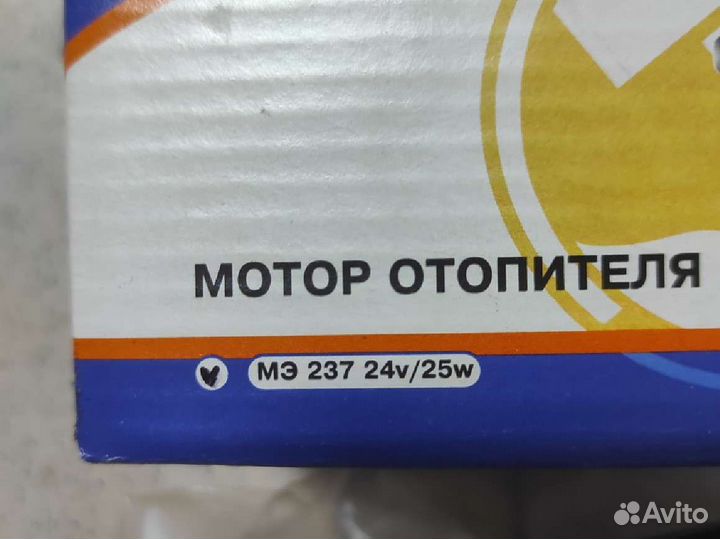 МОТОР ОТОПИТЕЛЯ
МЭ 237 24v/25w
Avito